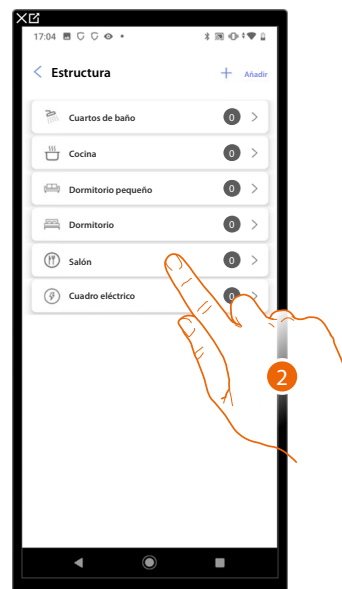 17:04
Estructura
+ Añadir
Cuartos de baño 0
Cocina 0
Dormitorio pequeño 0
Dormitorio 0
Salón 0
Cuadro eléctrico 0
2